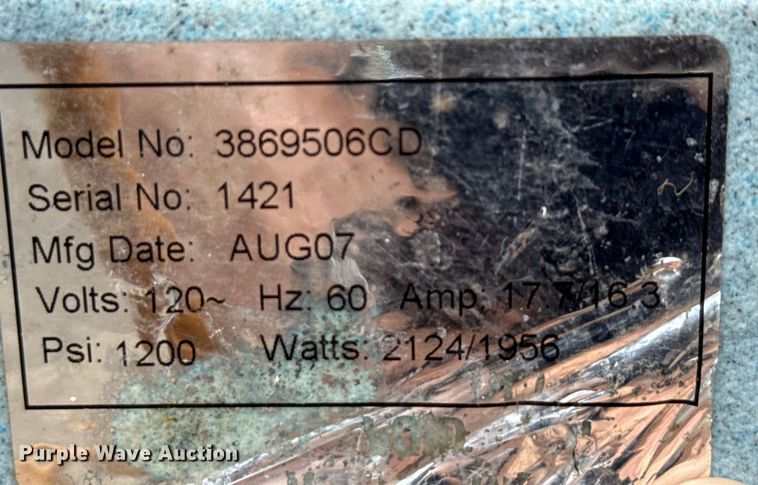 Model No: 3869506CD
Serial No: 1421
Mfg Date: AUG07
Volts: 120~ Hz: 60 Amp: 17.7/16.3
Psi: 1200 Watts: 2124/1956
Purple Wave Auction